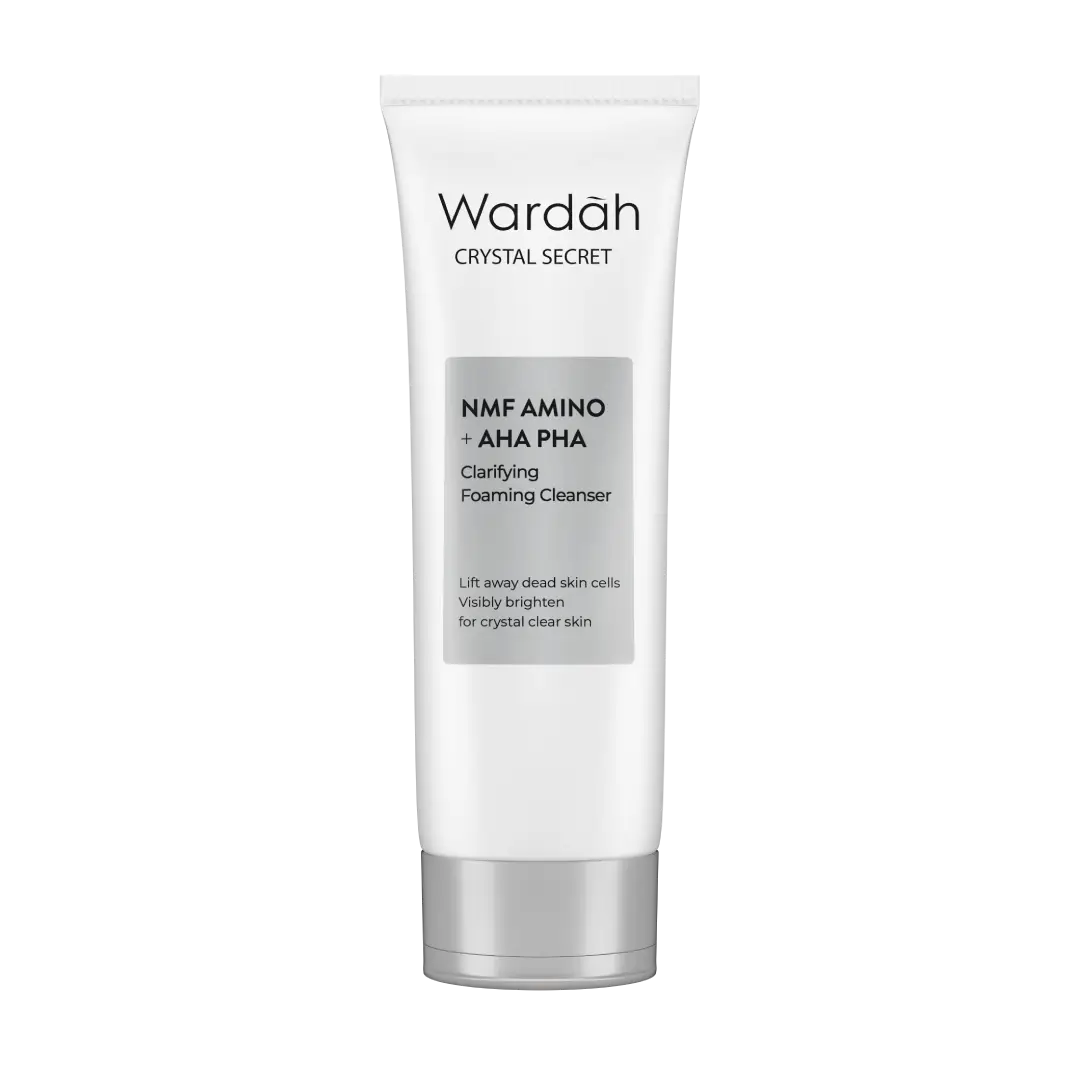 Wardah
CRYSTAL SECRET
NMF AMINO
+ AHA PHA
Clarifying
Foaming Cleanser
Lift away dead skin cells
Visibly brighten
for crystal clear skin